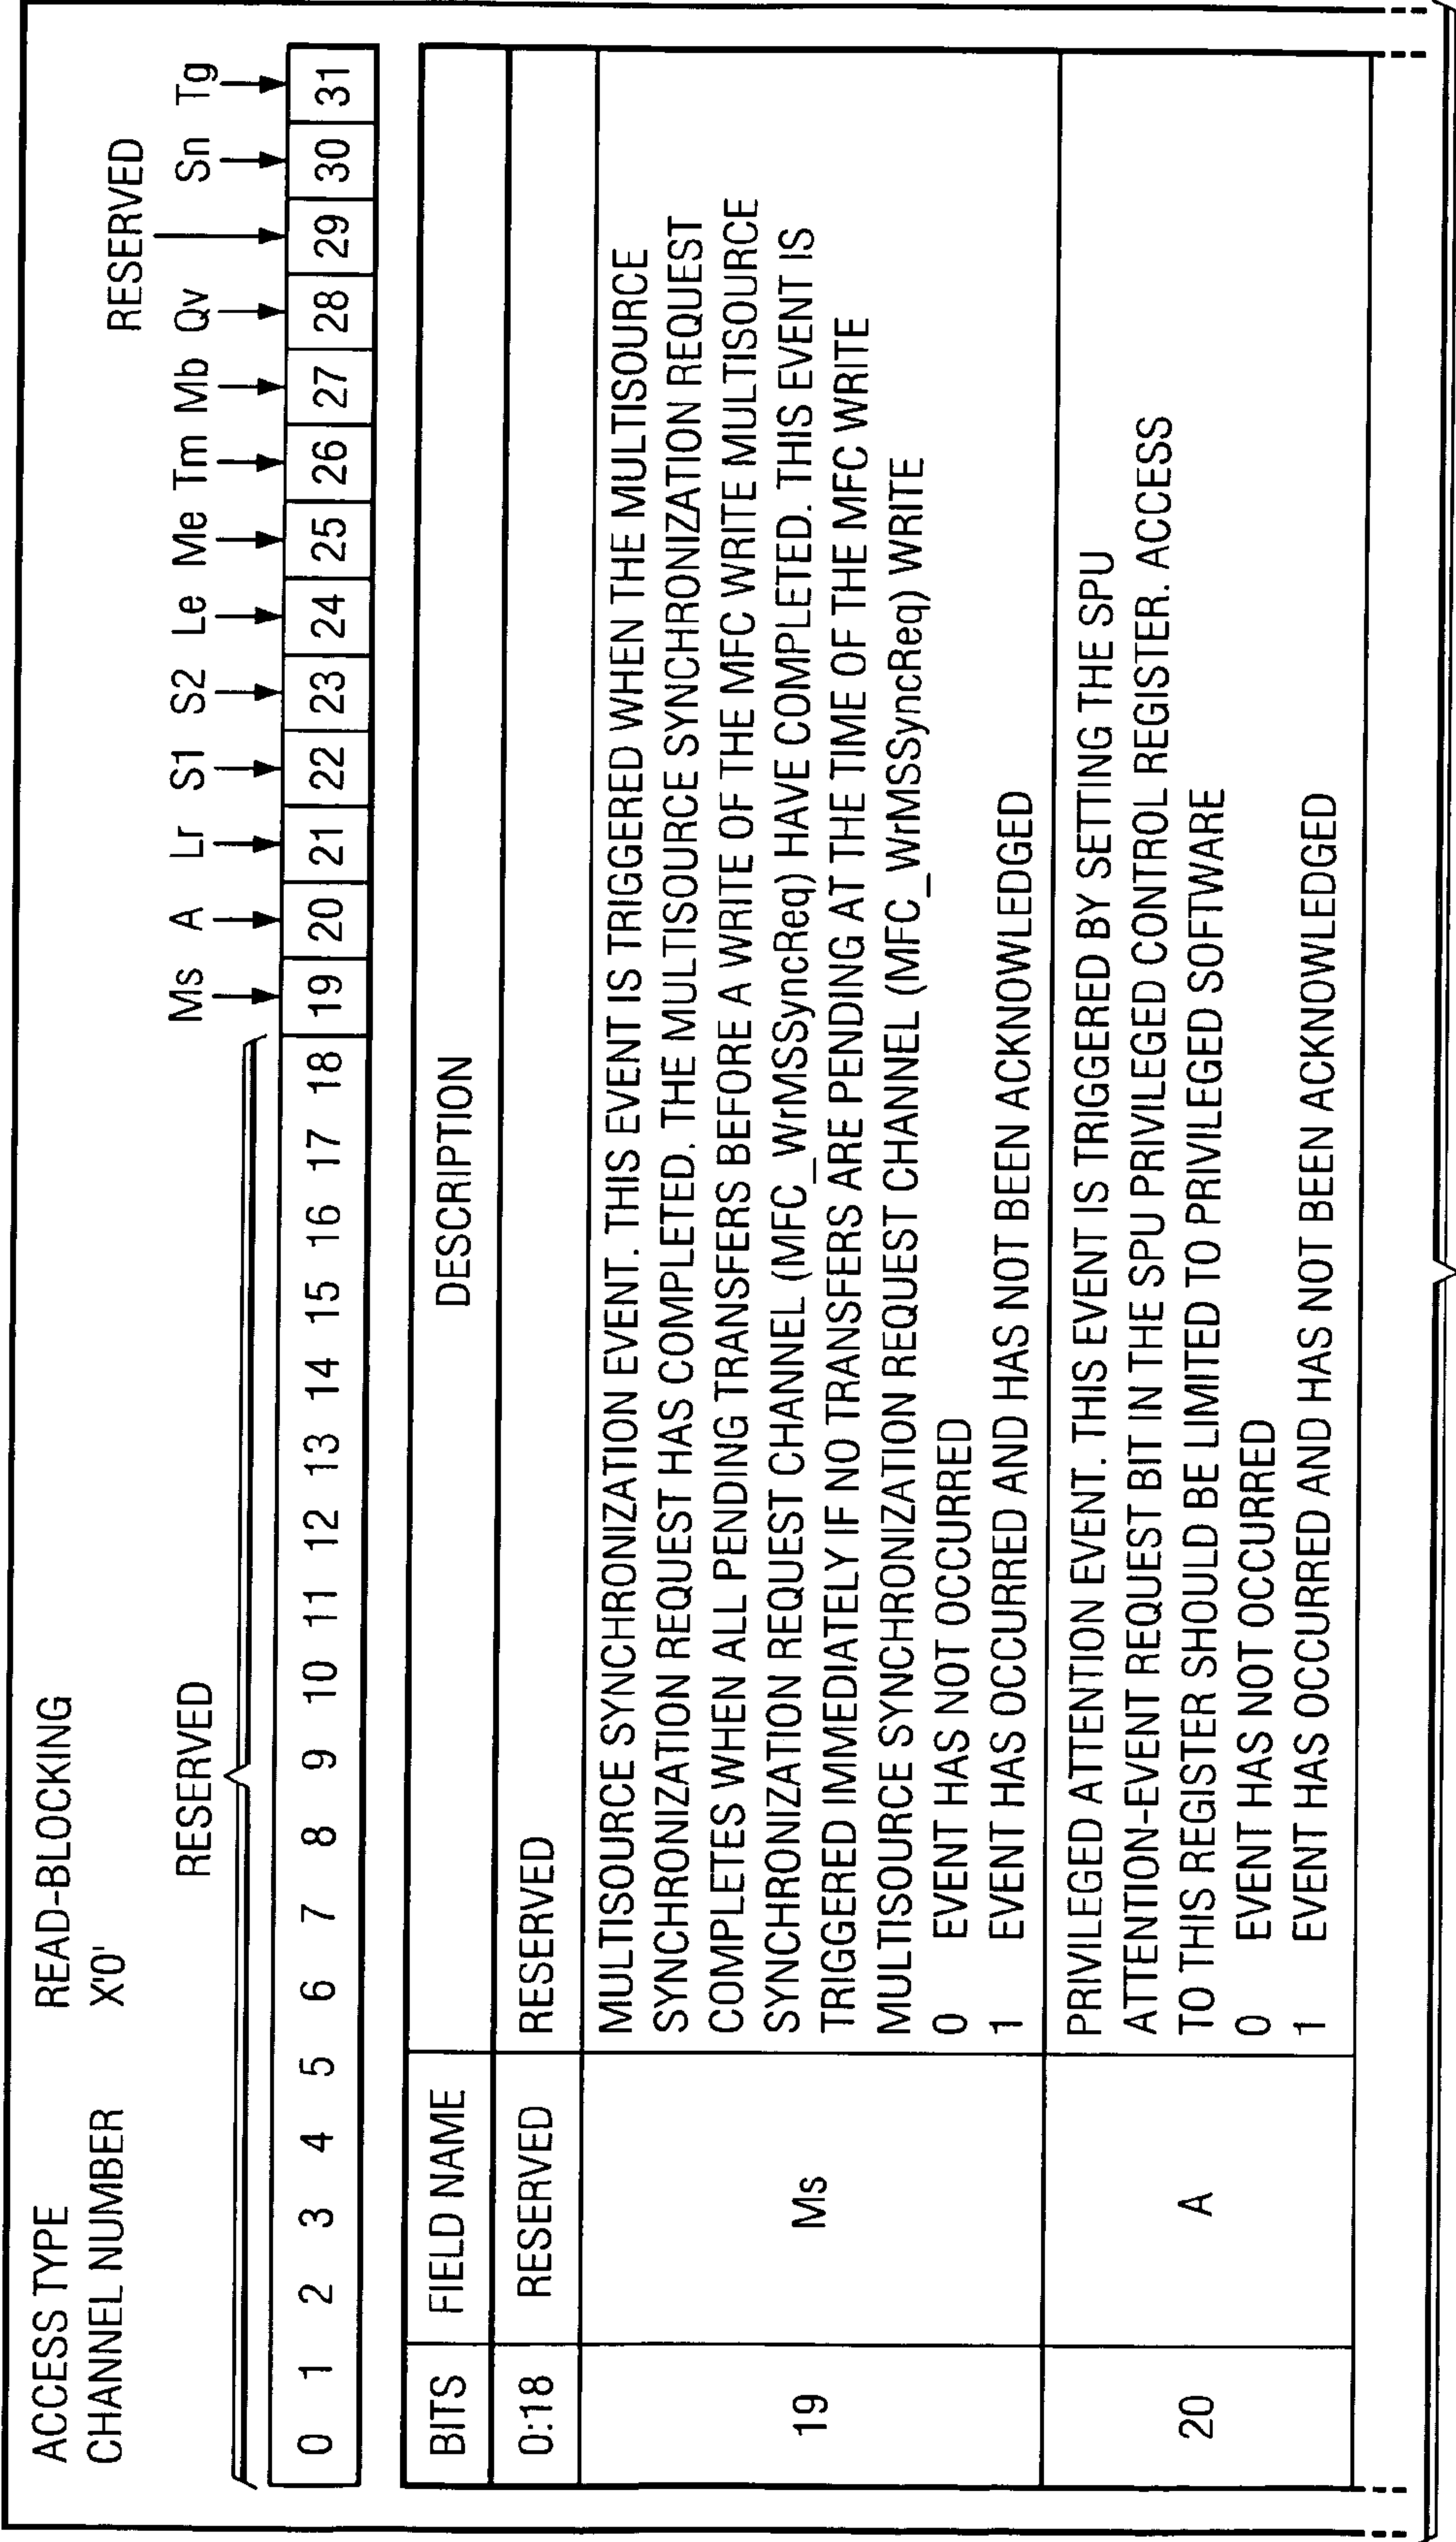 ACCESS TYPE READ-BLOCKING
CHANNEL NUMBER X'0'
RESERVED
RESERVED
Ms A Lr S1 S2 Le Me Tm Mb Qv Sn Tg
0 1 2 3 4 5 6 7 8 9 10 11 12 13 14 15 16 17 18 19 20 21 22 23 24 25 26 27 28 29 30 31
BITS FIELD NAME DESCRIPTION
0:18 RESERVED RESERVED
19 Ms MULTISOURCE SYNCHRONIZATION EVENT. THIS EVENT IS TRIGGERED WHEN THE MULTISOURCE
SYNCHRONIZATION REQUEST HAS COMPLETED. THE MULTISOURCE SYNCHRONIZATION REQUEST
COMPLETES WHEN ALL PENDING TRANSFERS BEFORE A WRITE OF THE MFC WRITE MULTISOURCE
SYNCHRONIZATION REQUEST CHANNEL (MFC_WrMSSyncReq) HAVE COMPLETED. THIS EVENT IS
TRIGGERED IMMEDIATELY IF NO TRANSFERS ARE PENDING AT THE TIME OF THE MFC WRITE
MULTISOURCE SYNCHRONIZATION REQUEST CHANNEL (MFC_WrMSSyncReq) WRITE
0 EVENT HAS NOT OCCURRED
1 EVENT HAS OCCURRED AND HAS NOT BEEN ACKNOWLEDGED
20 A PRIVILEGED ATTENTION EVENT. THIS EVENT IS TRIGGERED BY SETTING THE SPU
ATTENTION-EVENT REQUEST BIT IN THE SPU PRIVILEGED CONTROL REGISTER. ACCESS
TO THIS REGISTER SHOULD BE LIMITED TO PRIVILEGED SOFTWARE
0 EVENT HAS NOT OCCURRED
1 EVENT HAS OCCURRED AND HAS NOT BEEN ACKNOWLEDGED